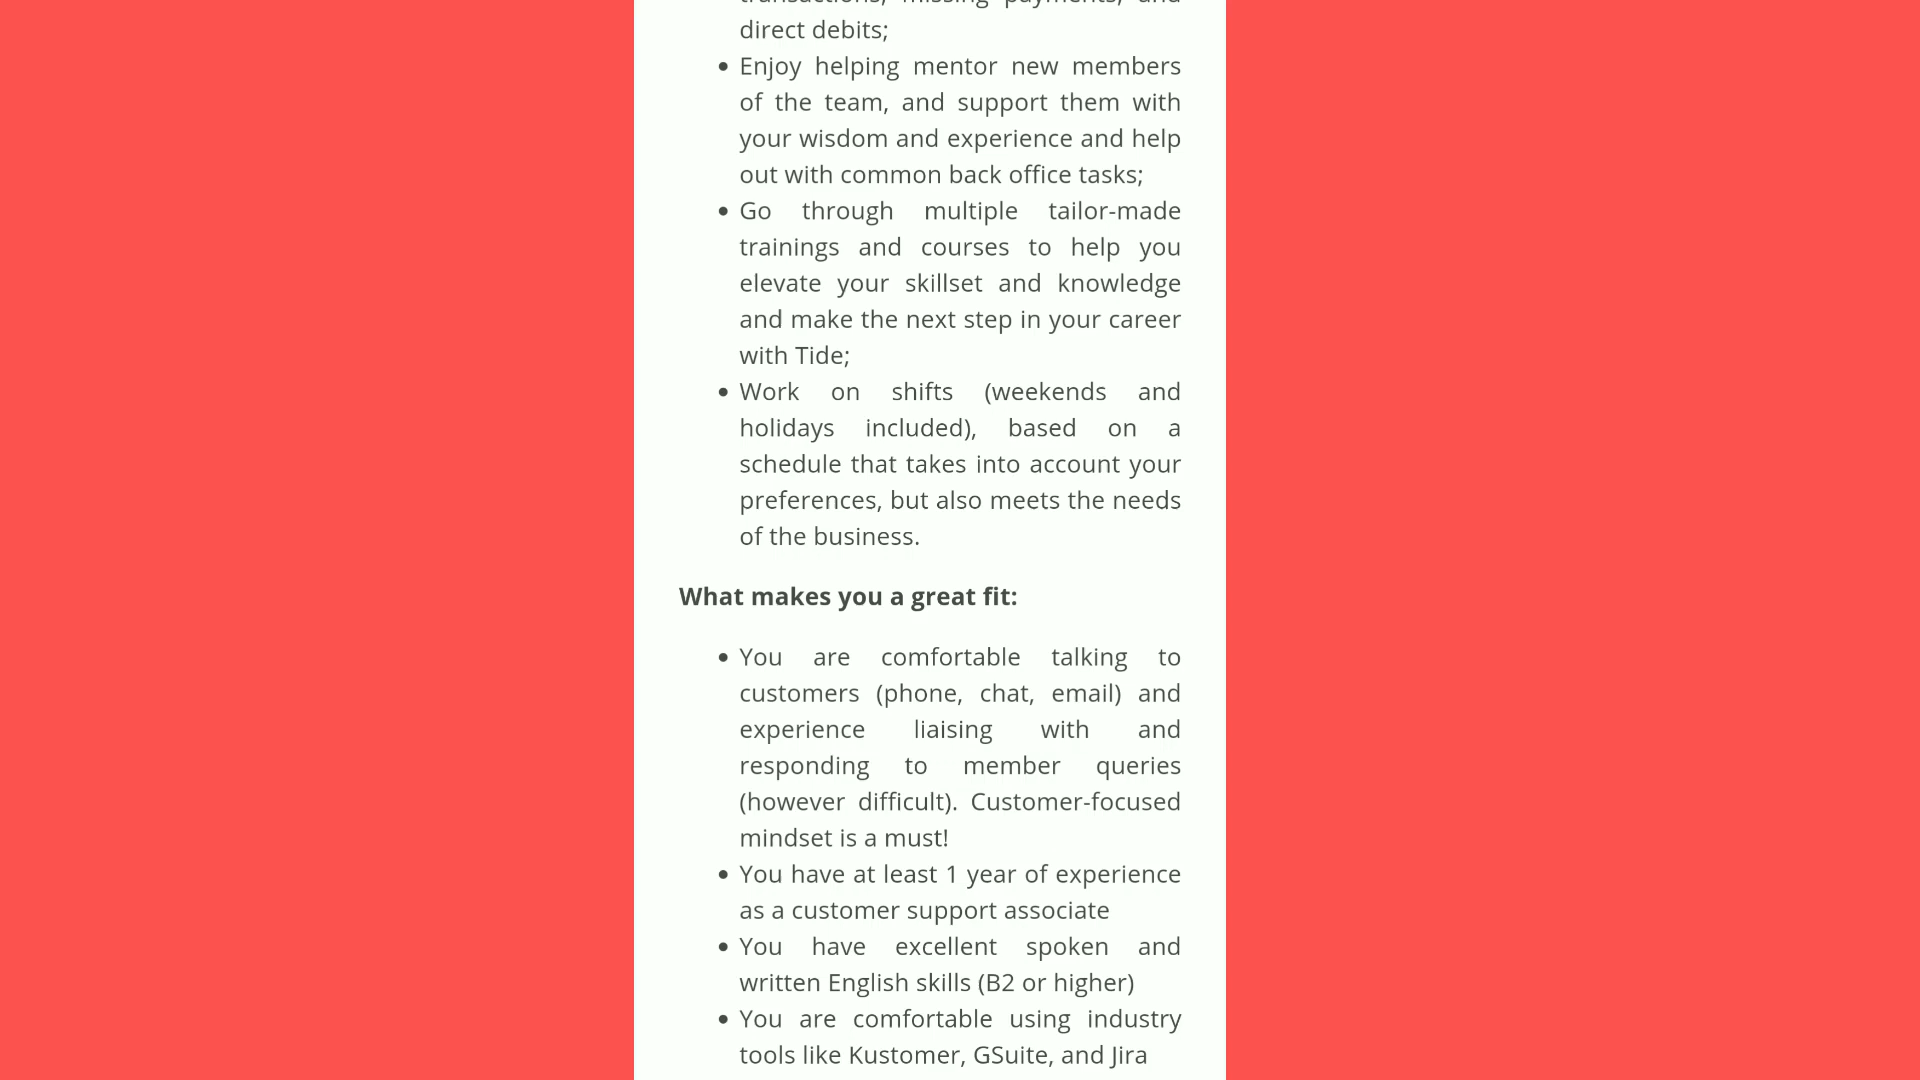 transactions, missing payments, and
direct debits;
Enjoy helping mentor new members
of the team, and support them with
your wisdom and experience and help
out with common back office tasks;
Go through multiple tailor-made
trainings and courses to help you
elevate your skillset and knowledge
and make the next step in your career
with Tide;
Work on shifts (weekends and
holidays included), based on a
schedule that takes into account your
preferences, but also meets the needs
of the business.
What makes you a great fit:
You are comfortable talking to
customers (phone, chat, email) and
experience liaising with and
responding to member queries
(however difficult). Customer-focused
mindset is a must!
You have at least 1 year of experience
as a customer support associate
You have excellent spoken and
written English skills (B2 or higher)
You are comfortable using industry
tools like Kustomer, GSuite, and Jira